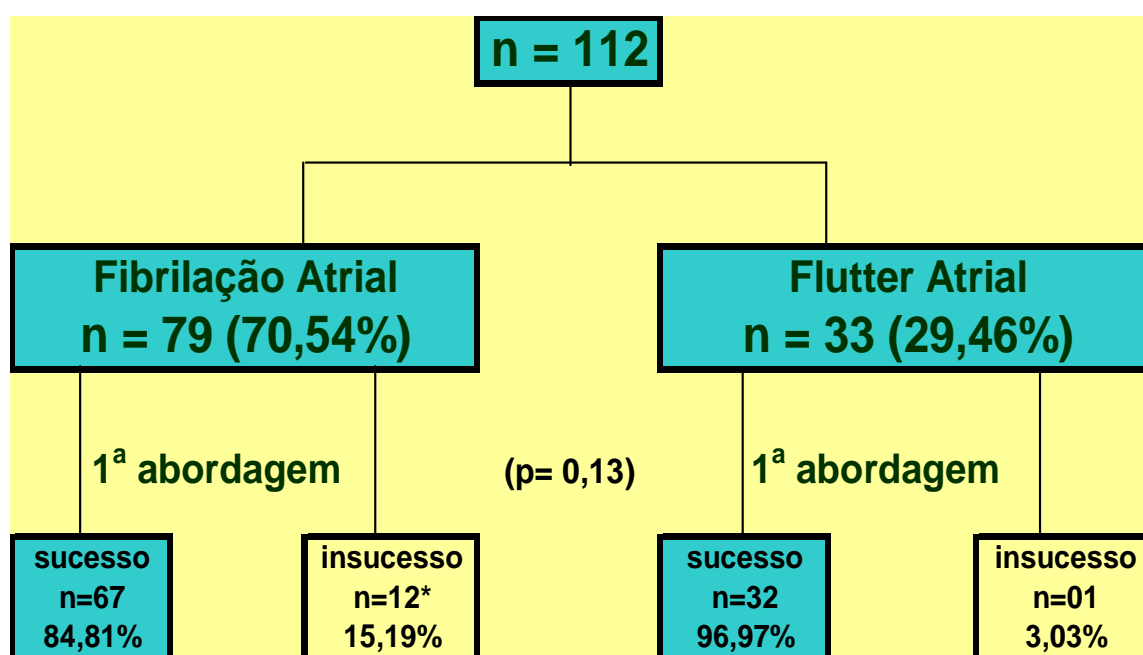 n = 112
Fibrilação Atrial
n = 79 (70,54%)
Flutter Atrial
n = 33 (29,46%)
1ª abordagem
(p= 0,13)
1ª abordagem
sucesso
n=67
84,81%
insucesso
n=12*
15,19%
sucesso
n=32
96,97%
insucesso
n=01
3,03%